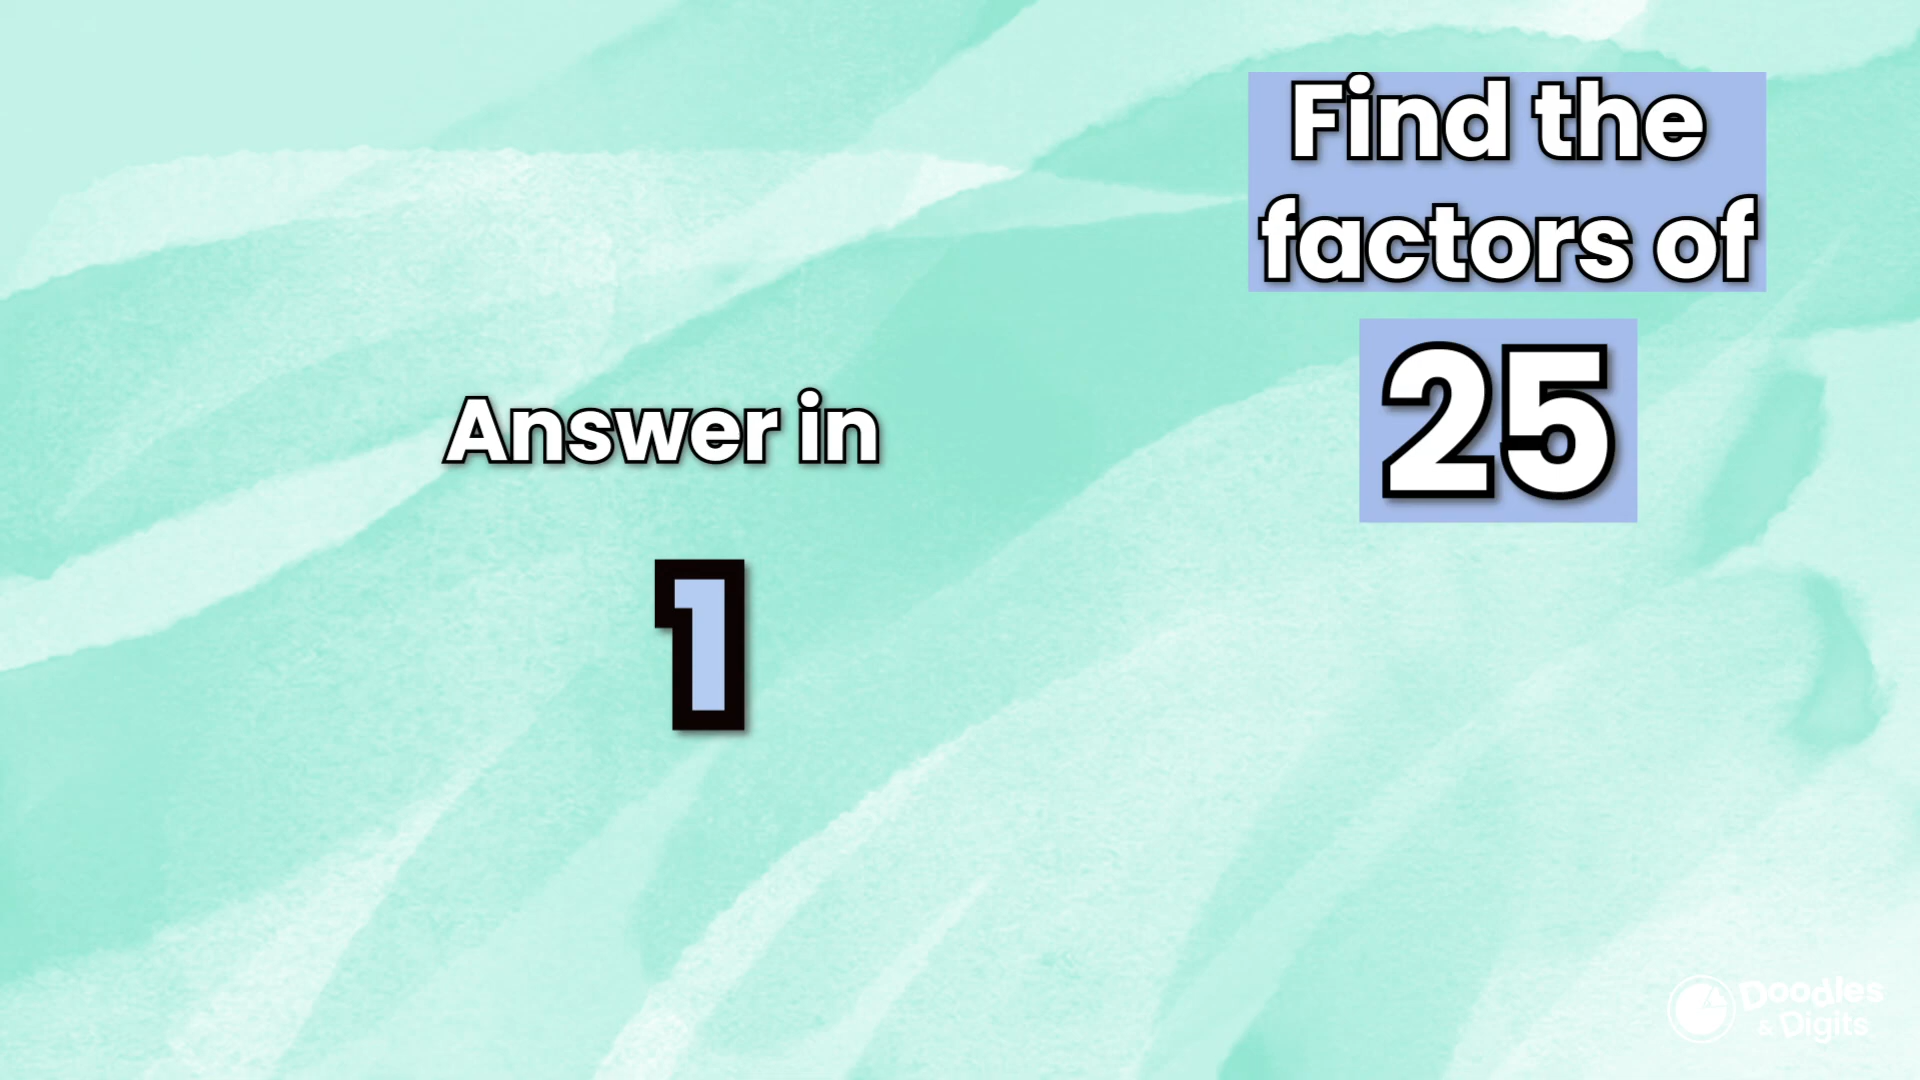 Find the
factors of
25
Answer in
1
Doodles
& Digits